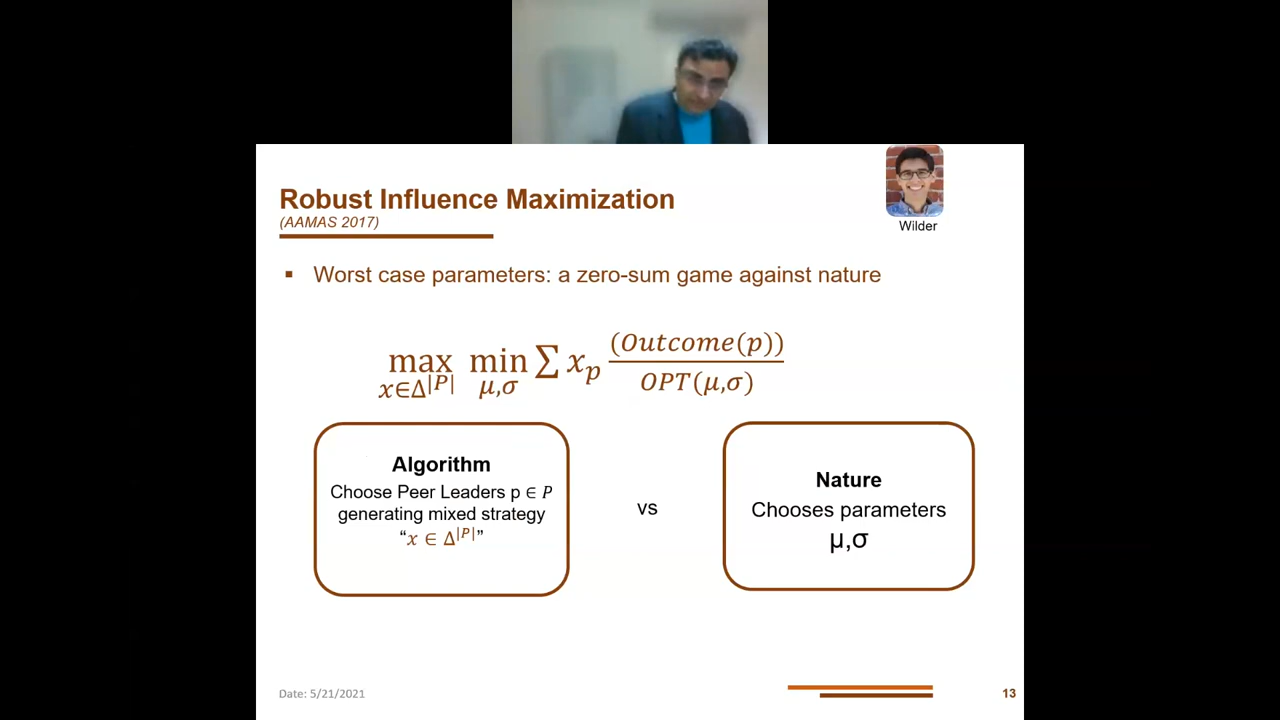 Robust Influence Maximization
(AAMAS 2017)
Wilder
▪ Worst case parameters: a zero-sum game against nature
max min ∑ x_p (Outcome(p))
x∈Δ^|P| μ,σ OPT(μ,σ)
Algorithm
Choose Peer Leaders p ∈ P
generating mixed strategy
“x ∈ Δ^|P|”
vs
Nature
Chooses parameters
μ,σ
Date: 5/21/2021
13